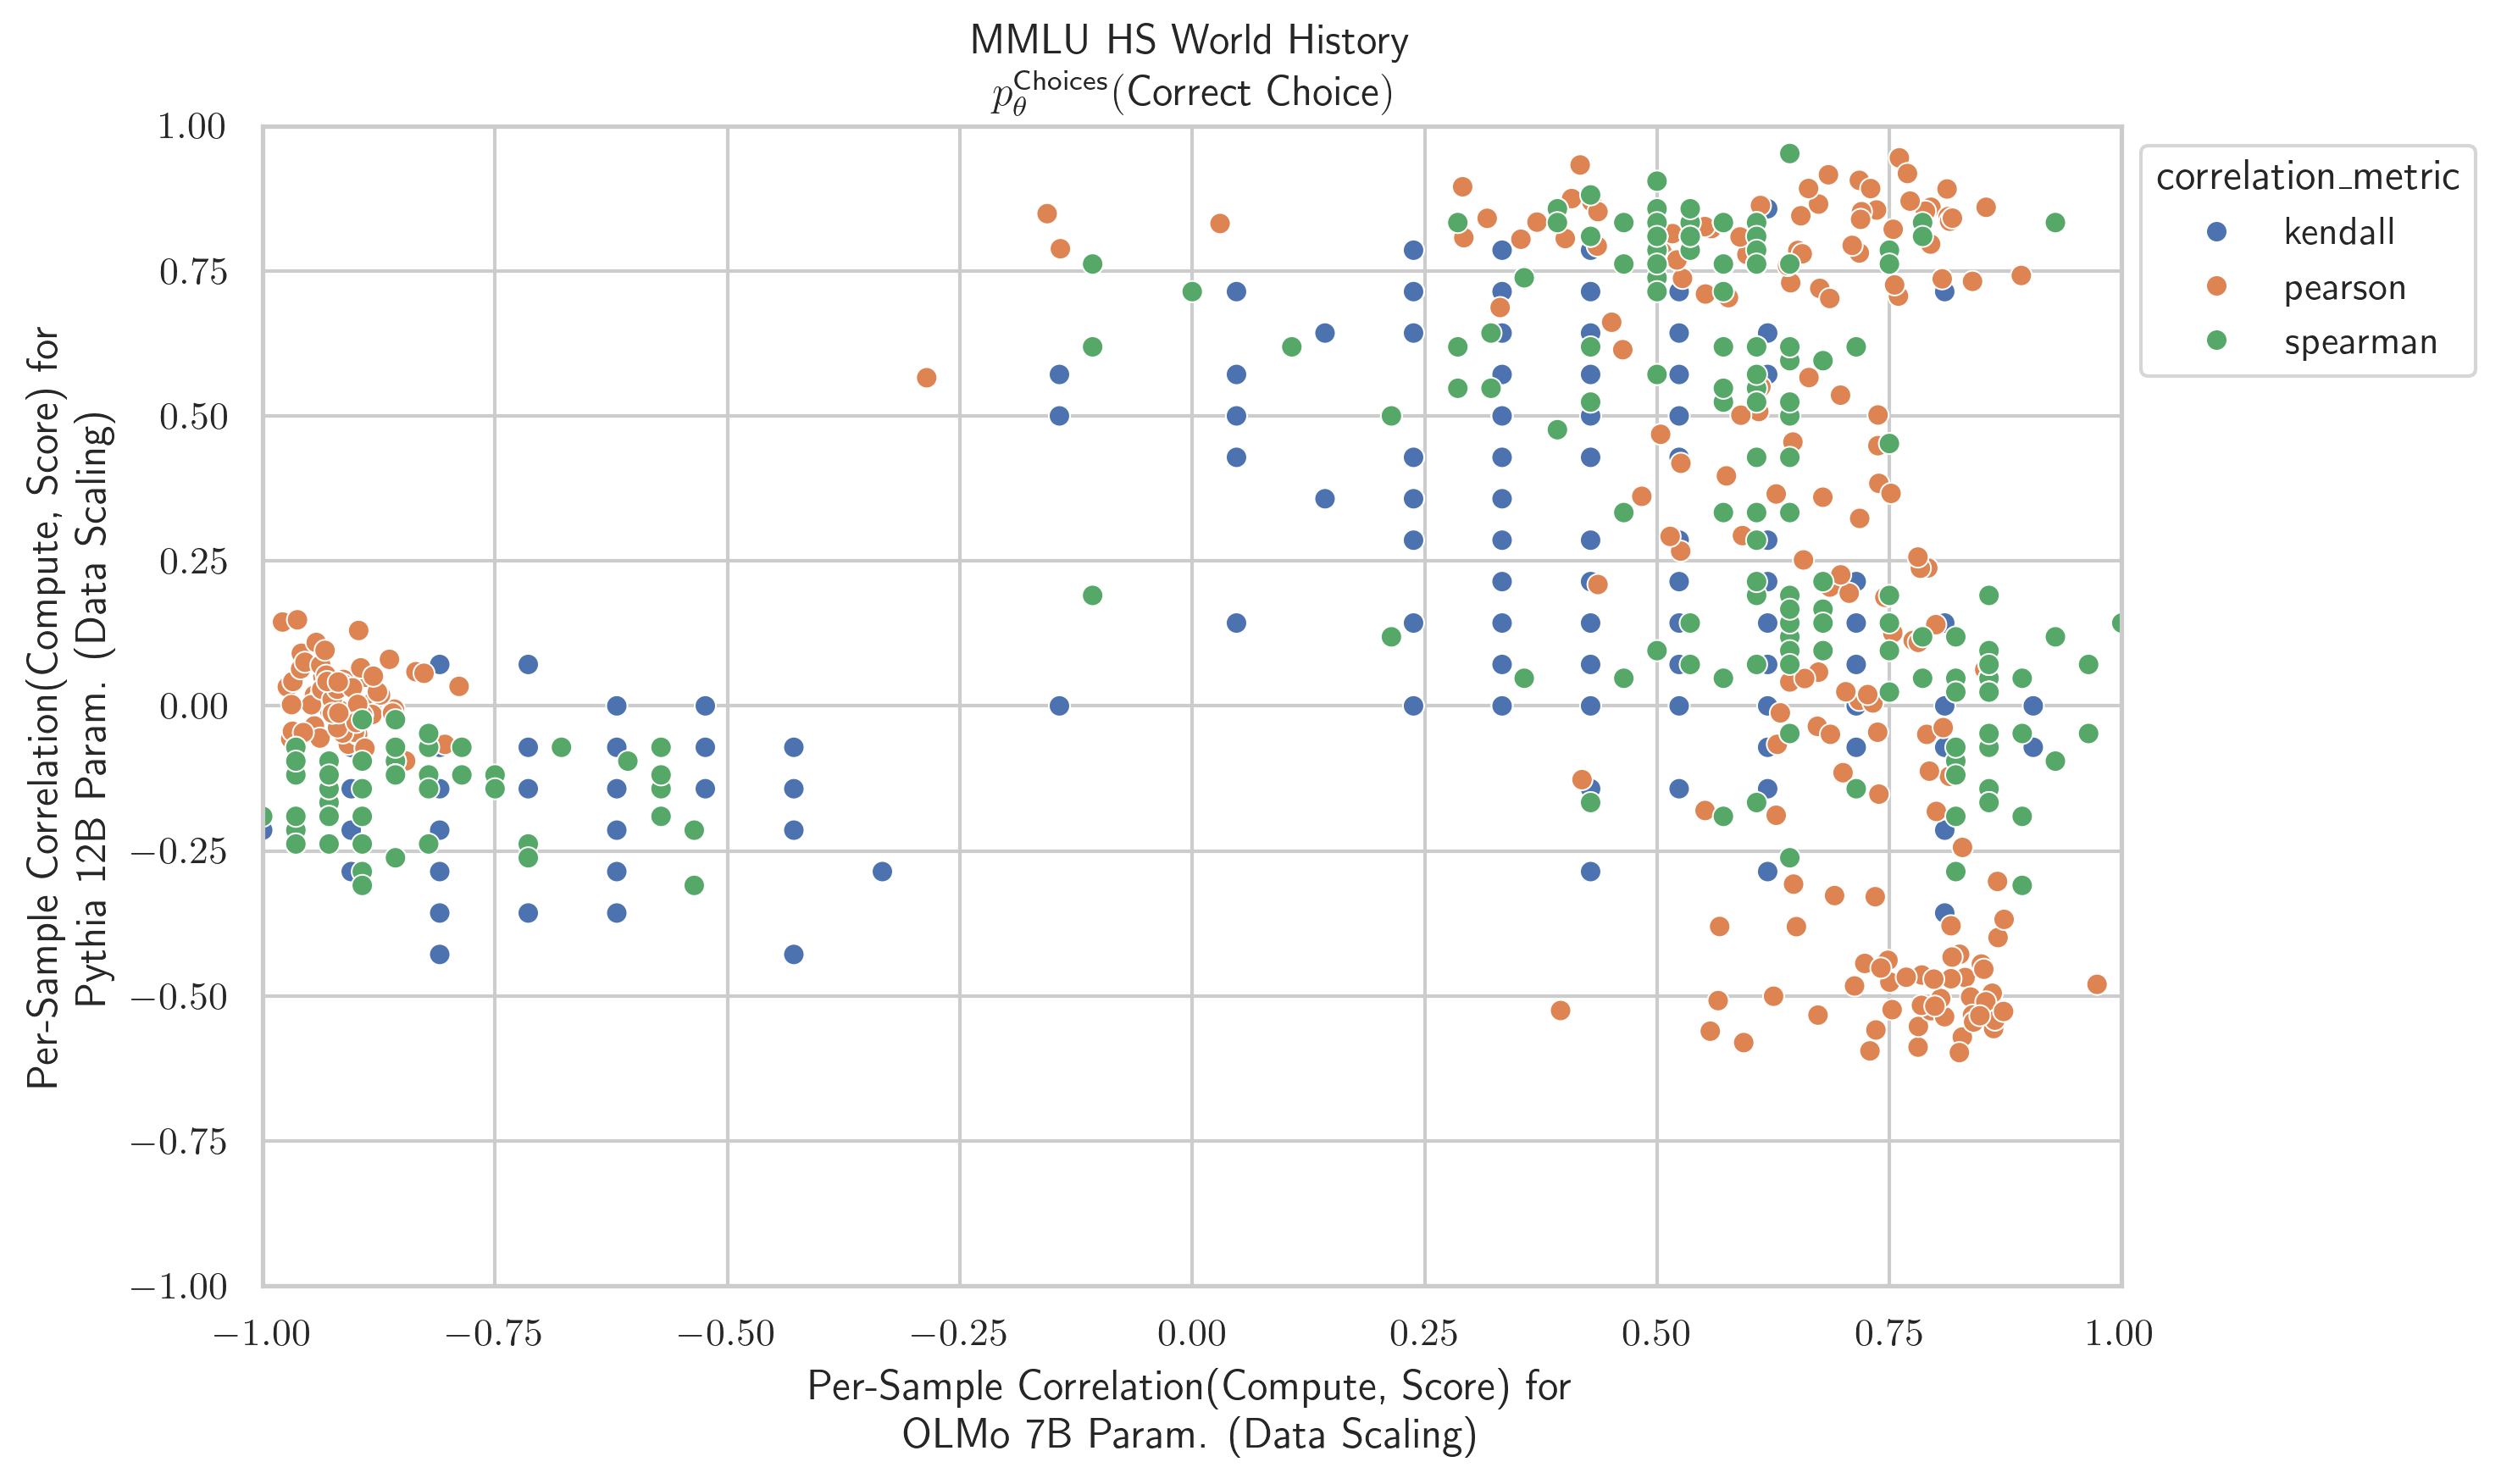 MMLU HS World History
p_θ^Choices(Correct Choice)
1.00
0.75
0.50
0.25
0.00
−0.25
−0.50
−0.75
−1.00
Per-Sample Correlation(Compute, Score) for
Pythia 12B Param. (Data Scaling)
correlation_metric
kendall
pearson
spearman
−1.00 −0.75 −0.50 −0.25 0.00 0.25 0.50 0.75 1.00
Per-Sample Correlation(Compute, Score) for
OLMo 7B Param. (Data Scaling)